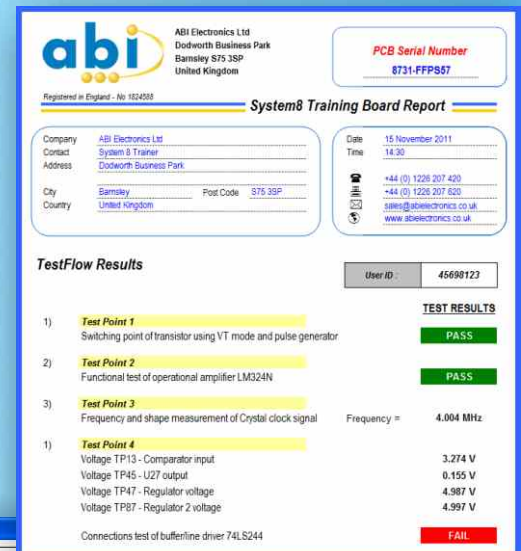 abi
ABI Electronics Ltd
Dodworth Business Park
Barnsley S75 3SP
United Kingdom
Registered in England - No 1824588
PCB Serial Number
8731-FFPS57
System8 Training Board Report
Company ABI Electronics Ltd
Contact System 8 Trainer
Address Dodworth Business Park
City Barnsley Post Code S75 3SP
Country United Kingdom
Date 15 November 2011
Time 14:30
+44 (0) 1226 207 420
+44 (0) 1226 207 620
sales@abielectronics.co.uk
www.abielectronics.co.uk
TestFlow Results
User ID : 45698123
TEST RESULTS
1) Test Point 1
Switching point of transistor using VT mode and pulse generator PASS
2) Test Point 2
Functional test of operational amplifier LM324N PASS
3) Test Point 3
Frequency and shape measurement of Crystal clock signal Frequency = 4.004 MHz
1) Test Point 4
Voltage TP13 - Comparator input 3.274 V
Voltage TP45 - U27 output 0.155 V
Voltage TP47 - Regulator voltage 4.987 V
Voltage TP87 - Regulator 2 voltage 4.997 V
Connections test of buffer/line driver 74LS244 FAIL